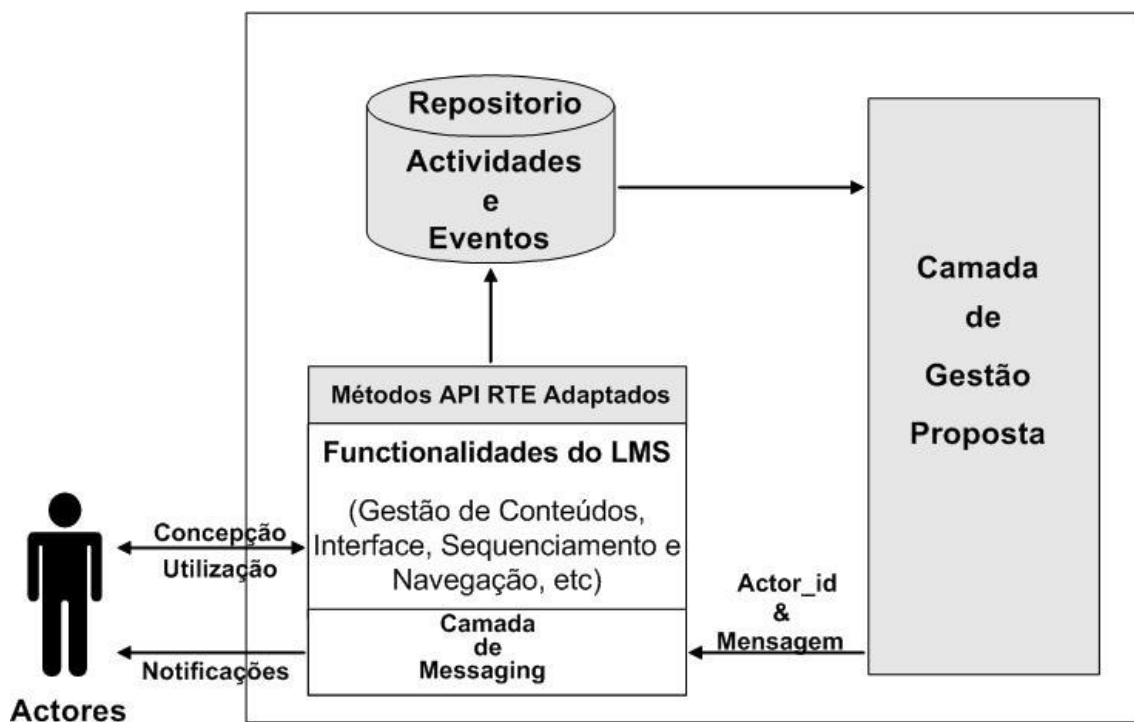 Repositorio
Actividades
e
Eventos
Camada
de
Gestão
Proposta
Métodos API RTE Adaptados
Functionalidades do LMS
(Gestão de Conteúdos,
Interface, Sequenciamento e
Navegação, etc)
Concepção
Utilização
Actor_id
&
Mensagem
Camada
de
Messaging
Notificações
Actores